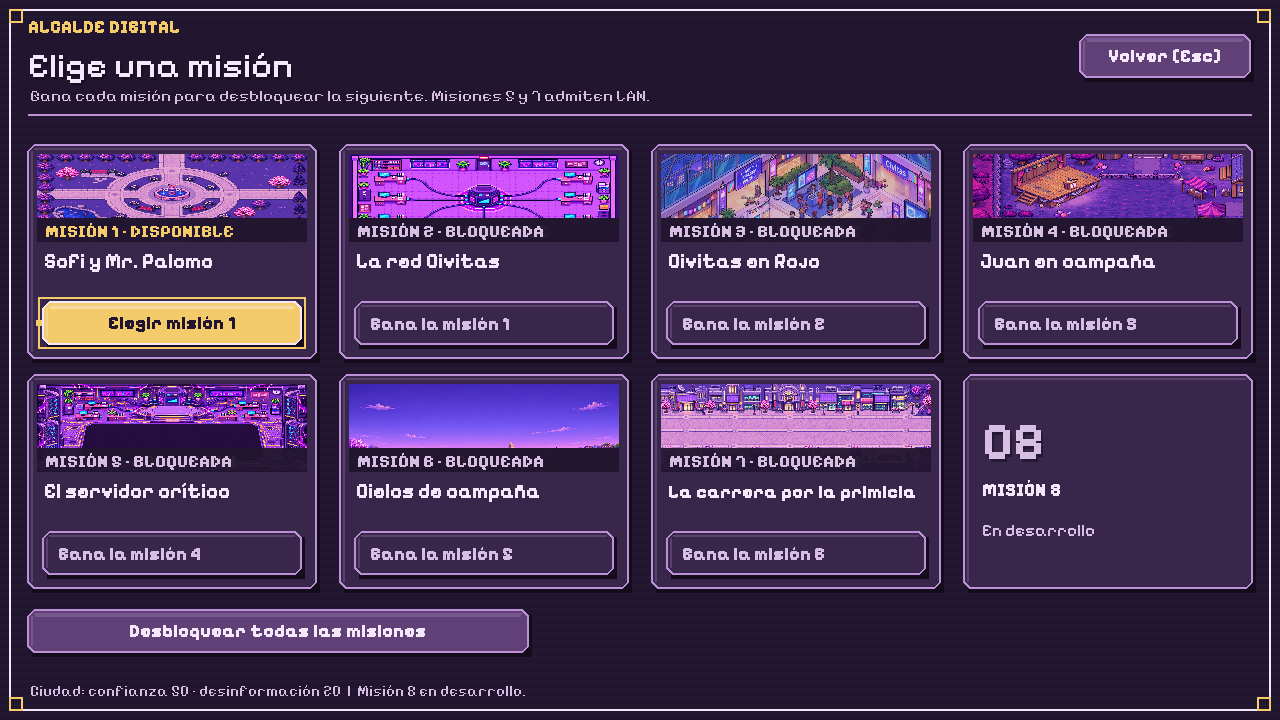 ALCALDE DIGITAL
Elige una misión
Volver (Esc)
Gana cada misión para desbloquear la siguiente. Misiones 5 y 7 admiten LAN.
MISIÓN 1 · DISPONIBLE
Sofi y Mr. Palomo
Elegir misión 1
MISIÓN 2 · BLOQUEADA
La red Civitas
Gana la misión 1
MISIÓN 3 · BLOQUEADA
Civitas en Rojo
Gana la misión 2
MISIÓN 4 · BLOQUEADA
Juan en campaña
Gana la misión 3
MISIÓN 5 · BLOQUEADA
El servidor crítico
Gana la misión 4
MISIÓN 6 · BLOQUEADA
Cielos de campaña
Gana la misión 5
MISIÓN 7 · BLOQUEADA
La carrera por la primicia
Gana la misión 6
08
MISIÓN 8
En desarrollo
Desbloquear todas las misiones
Ciudad: confianza 50 · desinformación 20 | Misión 8 en desarrollo.